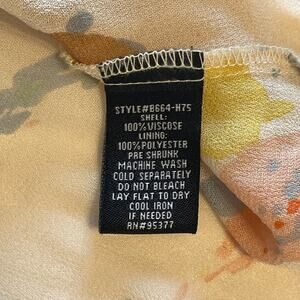 STYLE#B664-H75
SHELL:
100%VISCOSE
LINING:
100%POLYESTER
PRE SHRUNK
MACHINE WASH
COLD SEPARATELY
DO NOT BLEACH
LAY FLAT TO DRY
COOL IRON
IF NEEDED
RN#95377